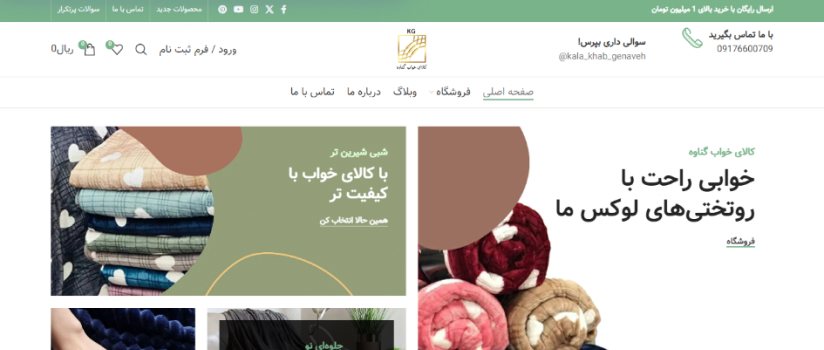 ارسال رایگان با خرید بالای 1 میلیون تومان
محصولات جدید
تماس با ما
سوالات پرتکرار
با ما تماس بگیرید
09176600709
سوالی داری بپرس!
@kala_khab_genaveh
KG
کالای خواب گناوه
ورود / فرم ثبت نام
0
0
ریال0
صفحه اصلی
فروشگاه
وبلاگ
درباره ما
تماس با ما
کالای خواب گناوه
خوابی راحت با
روتختی‌های لوکس ما
فروشگاه
شبی شیرین تر
با کالای خواب با
کیفیت تر
همین حالا انتخاب کن
جلوه‌ای نو